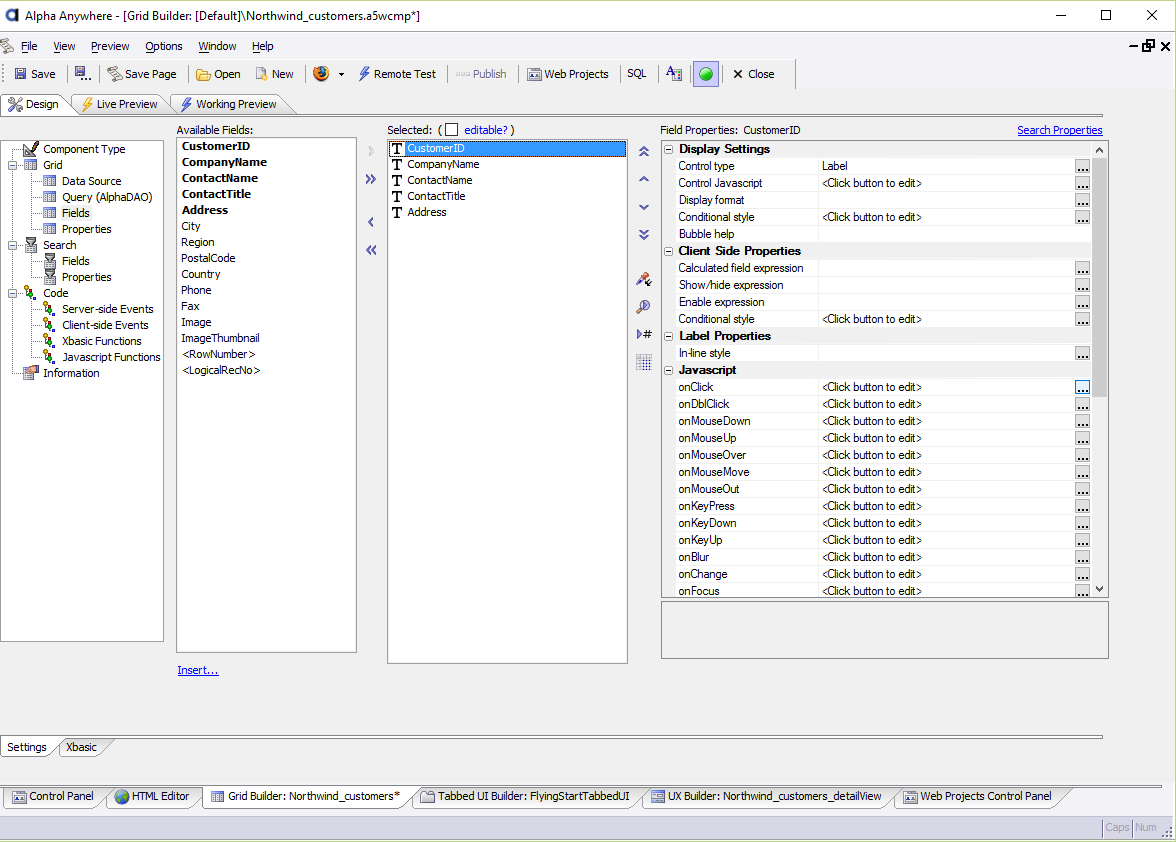 Alpha Anywhere - [Grid Builder: [Default]\Northwind_customers.a5wcmp*]
File View Preview Options Window Help
Save Save Page Open New Remote Test Publish Web Projects SQL Close
Design Live Preview Working Preview
Component Type
Grid
Data Source
Query (AlphaDAO)
Fields
Properties
Search
Fields
Properties
Code
Server-side Events
Client-side Events
Xbasic Functions
Javascript Functions
Information
Available Fields:
CustomerID
CompanyName
ContactName
ContactTitle
Address
City
Region
PostalCode
Country
Phone
Fax
Image
ImageThumbnail
<RowNumber>
<LogicalRecNo>
Insert...
Selected: ( editable? )
T CustomerID
T CompanyName
T ContactName
T ContactTitle
T Address
#
Field Properties: CustomerID Search Properties
Display Settings
Control type Label ...
Control Javascript <Click button to edit> ...
Display format ...
Conditional style <Click button to edit> ...
Bubble help
Client Side Properties
Calculated field expression ...
Show/hide expression ...
Enable expression ...
Conditional style <Click button to edit> ...
Label Properties
In-line style ...
Javascript
onClick <Click button to edit> ...
onDblClick <Click button to edit> ...
onMouseDown <Click button to edit> ...
onMouseUp <Click button to edit> ...
onMouseOver <Click button to edit> ...
onMouseMove <Click button to edit> ...
onMouseOut <Click button to edit> ...
onKeyPress <Click button to edit> ...
onKeyDown <Click button to edit> ...
onKeyUp <Click button to edit> ...
onBlur <Click button to edit> ...
onChange <Click button to edit> ...
onFocus <Click button to edit> ...
Settings Xbasic
Control Panel HTML Editor Grid Builder: Northwind_customers* Tabbed UI Builder: FlyingStartTabbedUI UX Builder: Northwind_customers_detailView Web Projects Control Panel
Caps Num